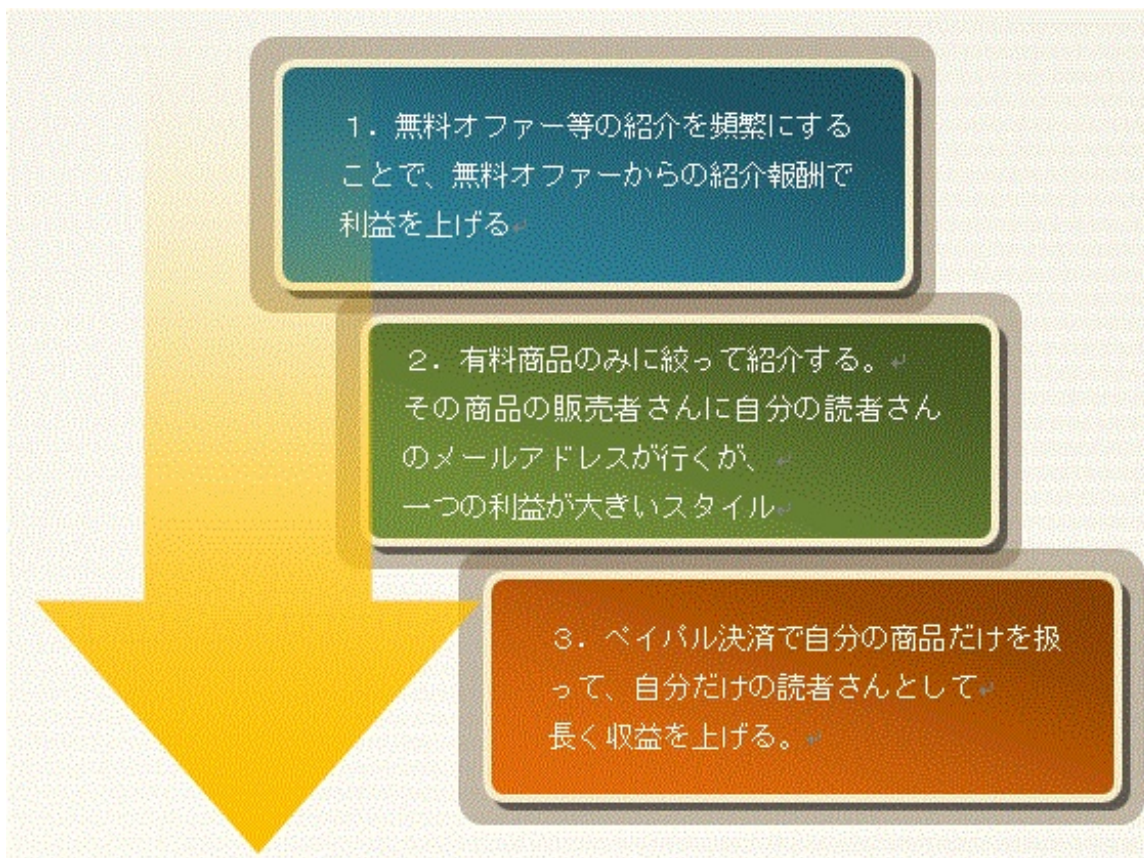 １．無料オファー等の紹介を頻繁にする
ことで、無料オファーからの紹介報酬で
利益を上げる
２．有料商品のみに絞って紹介する。
その商品の販売者さんに自分の読者さん
のメールアドレスが行くが、
一つの利益が大きいスタイル
３．ペイパル決済で自分の商品だけを扱
って、自分だけの読者さんとして
長く収益を上げる。